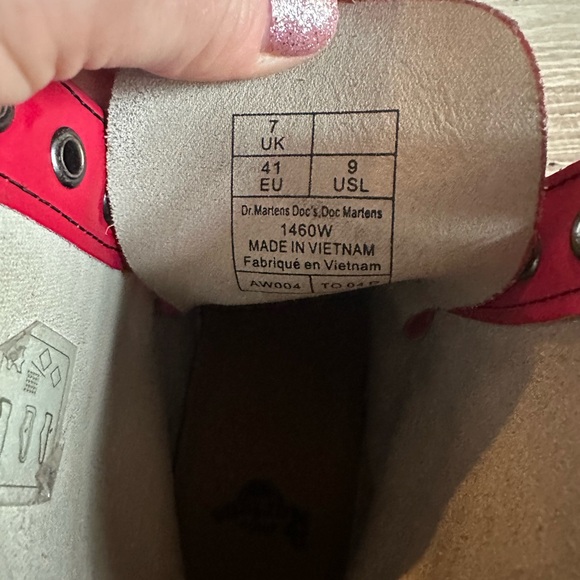 7
UK
41 9
EU USL
Dr.Martens Doc's,Doc Martens
1460W
MADE IN VIETNAM
Fabriqué en Vietnam
AW004